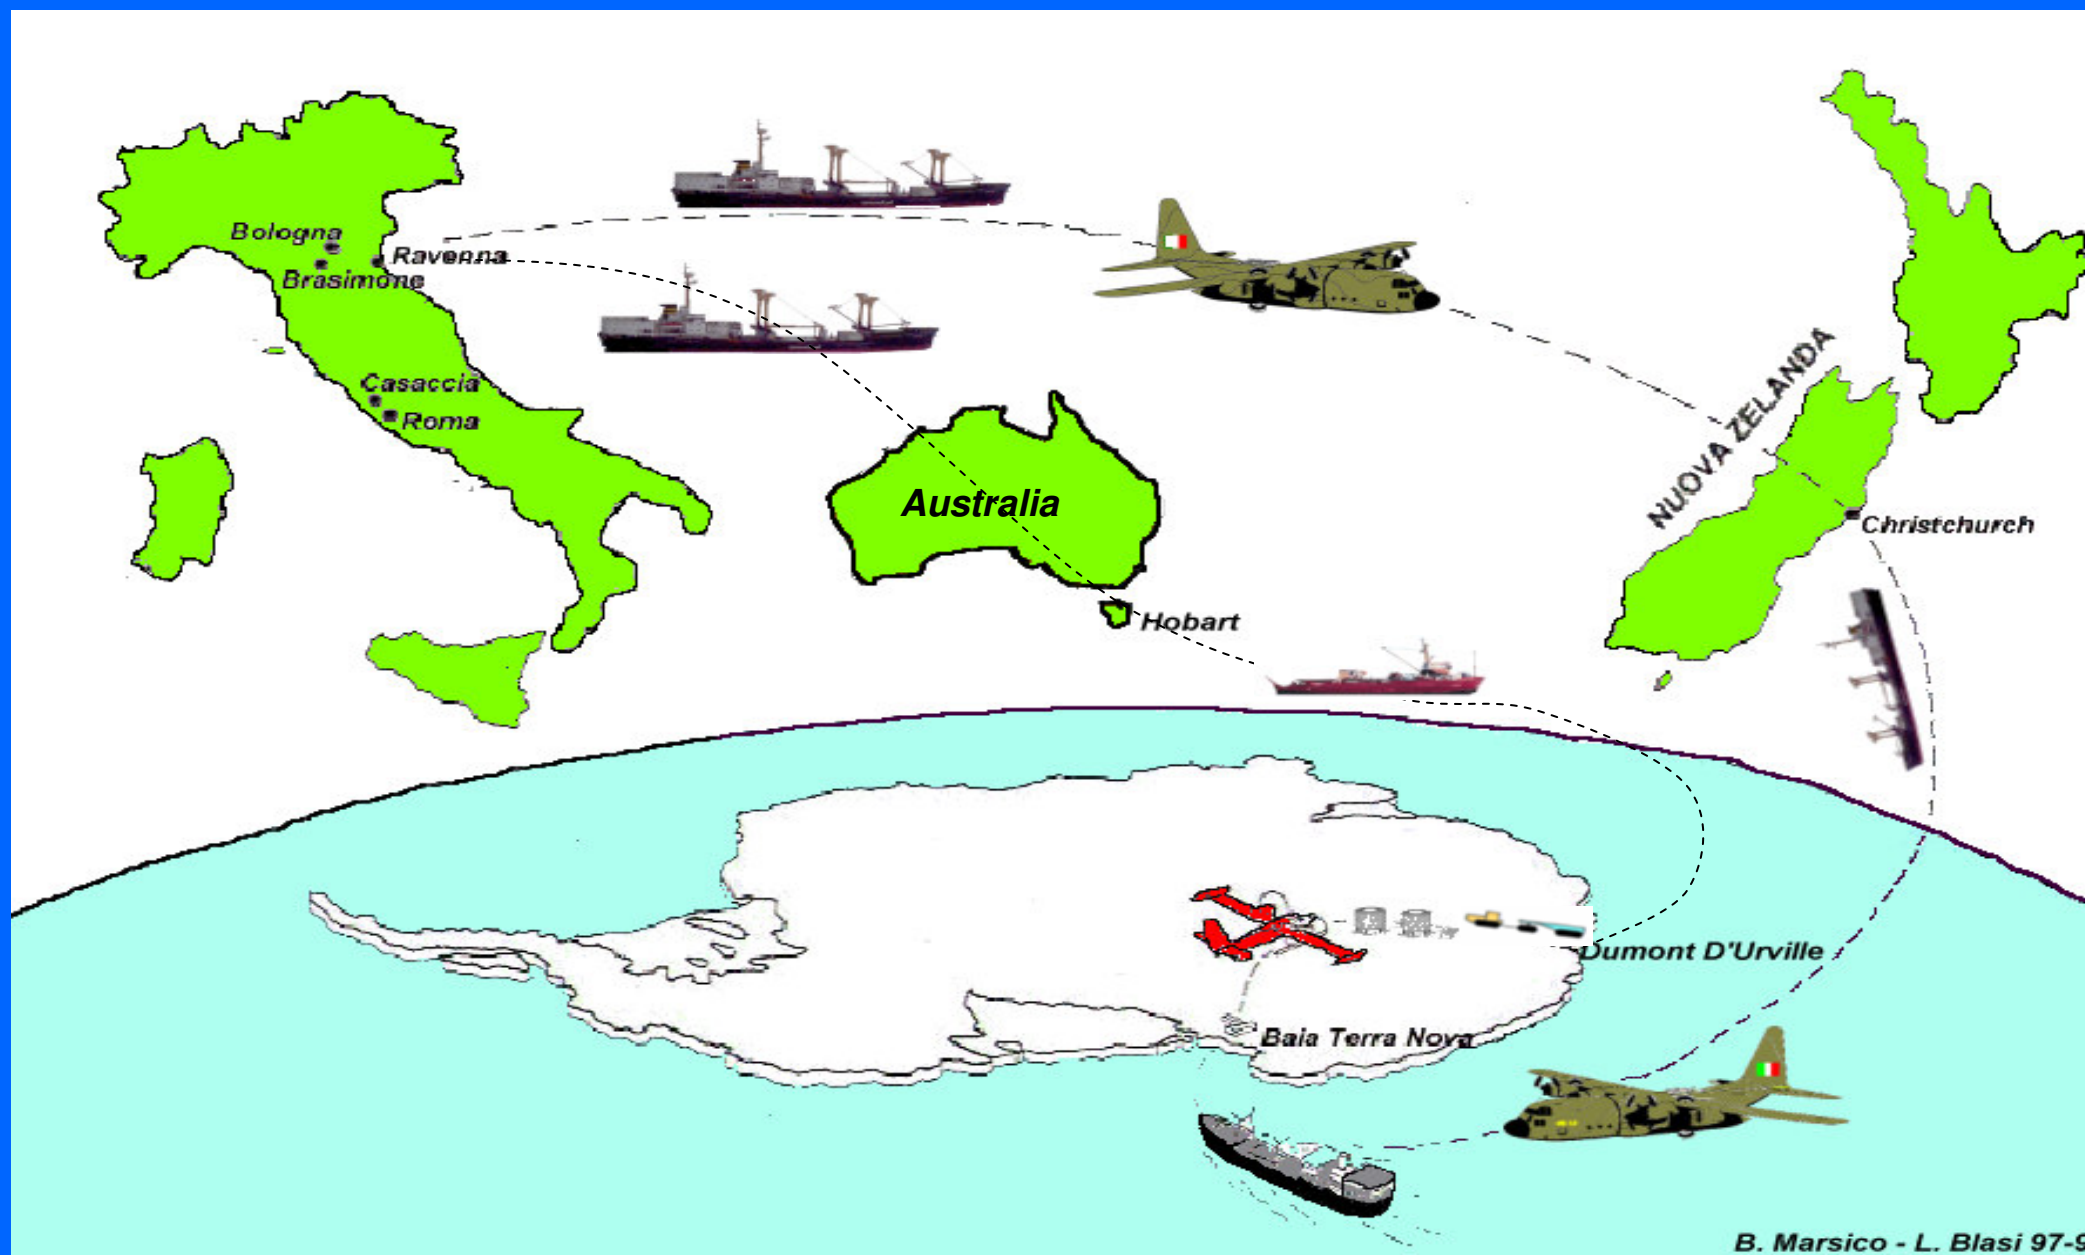 Bologna
Ravenna
Brasimone
Casaccia
Roma
Australia
Hobart
NUOVA ZELANDA
Christchurch
Dumont D'Urville
Baia Terra Nova
B. Marsico - L. Blasi 97-9